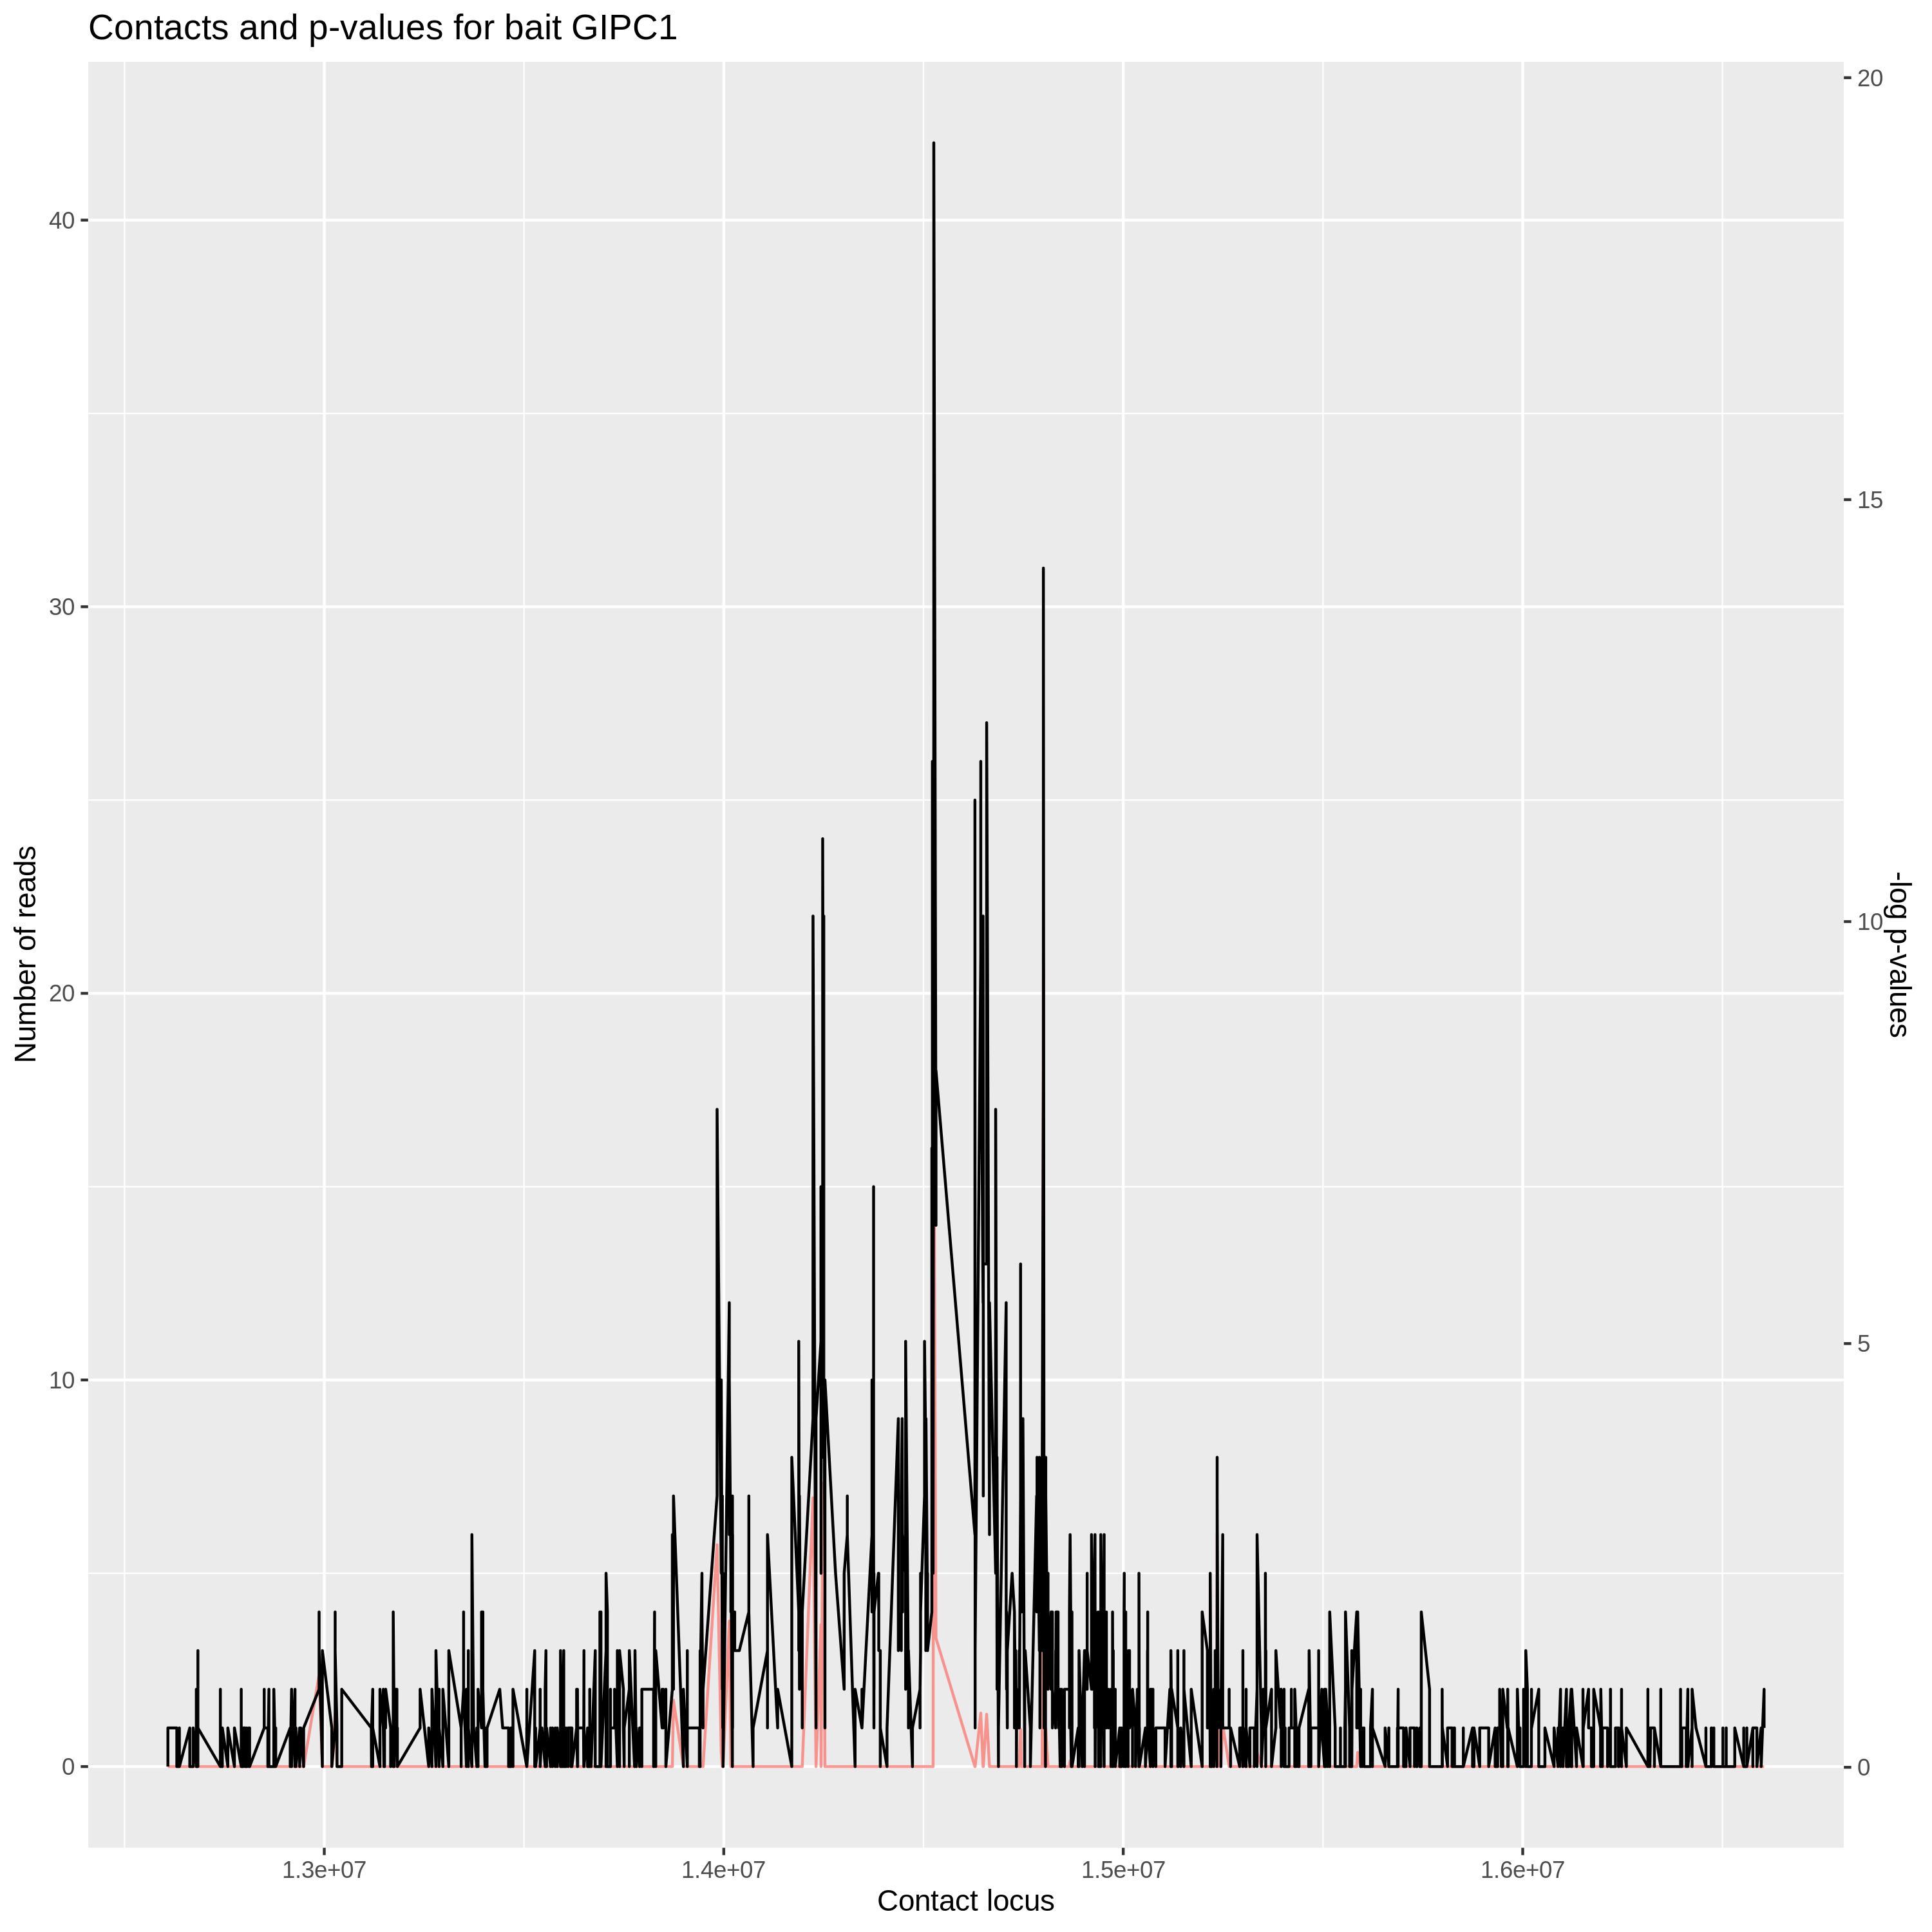 Contacts and p-values for bait GIPC1
Number of reads
40
30
20
10
0
20
15
10
5
0
-log p-values
1.3e+07
1.4e+07
1.5e+07
1.6e+07
Contact locus